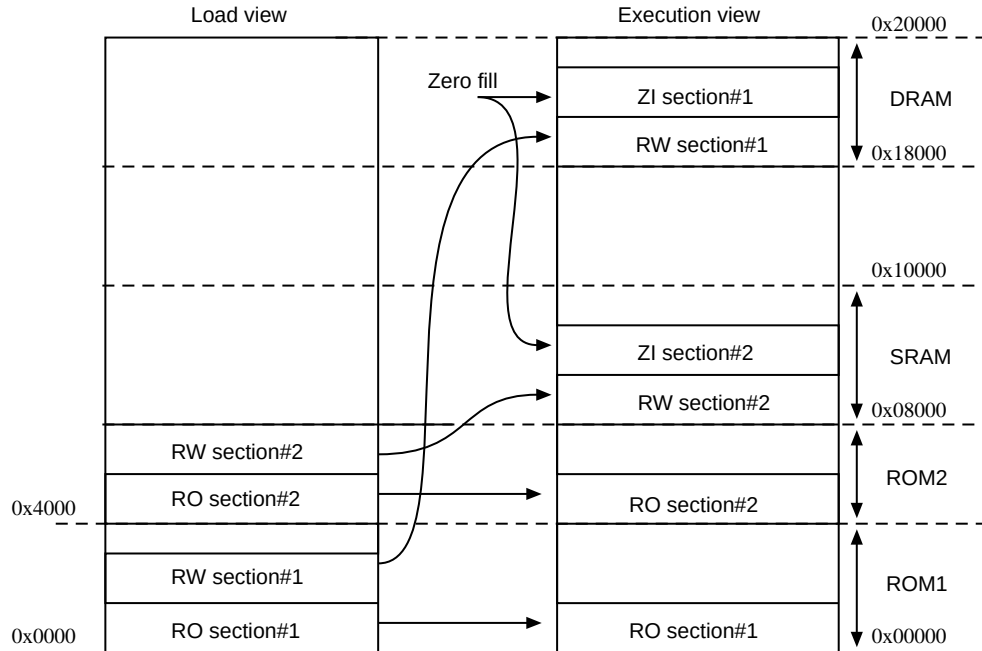 Load view
Execution view
0x20000
Zero fill
ZI section#1
DRAM
RW section#1
0x18000
0x10000
ZI section#2
SRAM
RW section#2
0x08000
RW section#2
ROM2
RO section#2
RO section#2
0x4000
RW section#1
ROM1
0x0000
RO section#1
RO section#1
0x00000